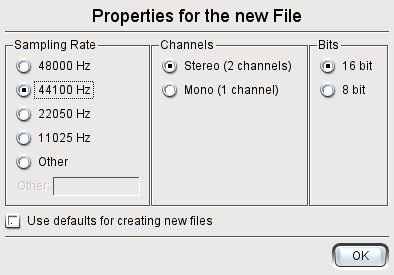 Properties for the new File
Sampling Rate
48000 Hz
44100 Hz
22050 Hz
11025 Hz
Other
Other:
Channels
Stereo (2 channels)
Mono (1 channel)
Bits
16 bit
8 bit
Use defaults for creating new files
OK